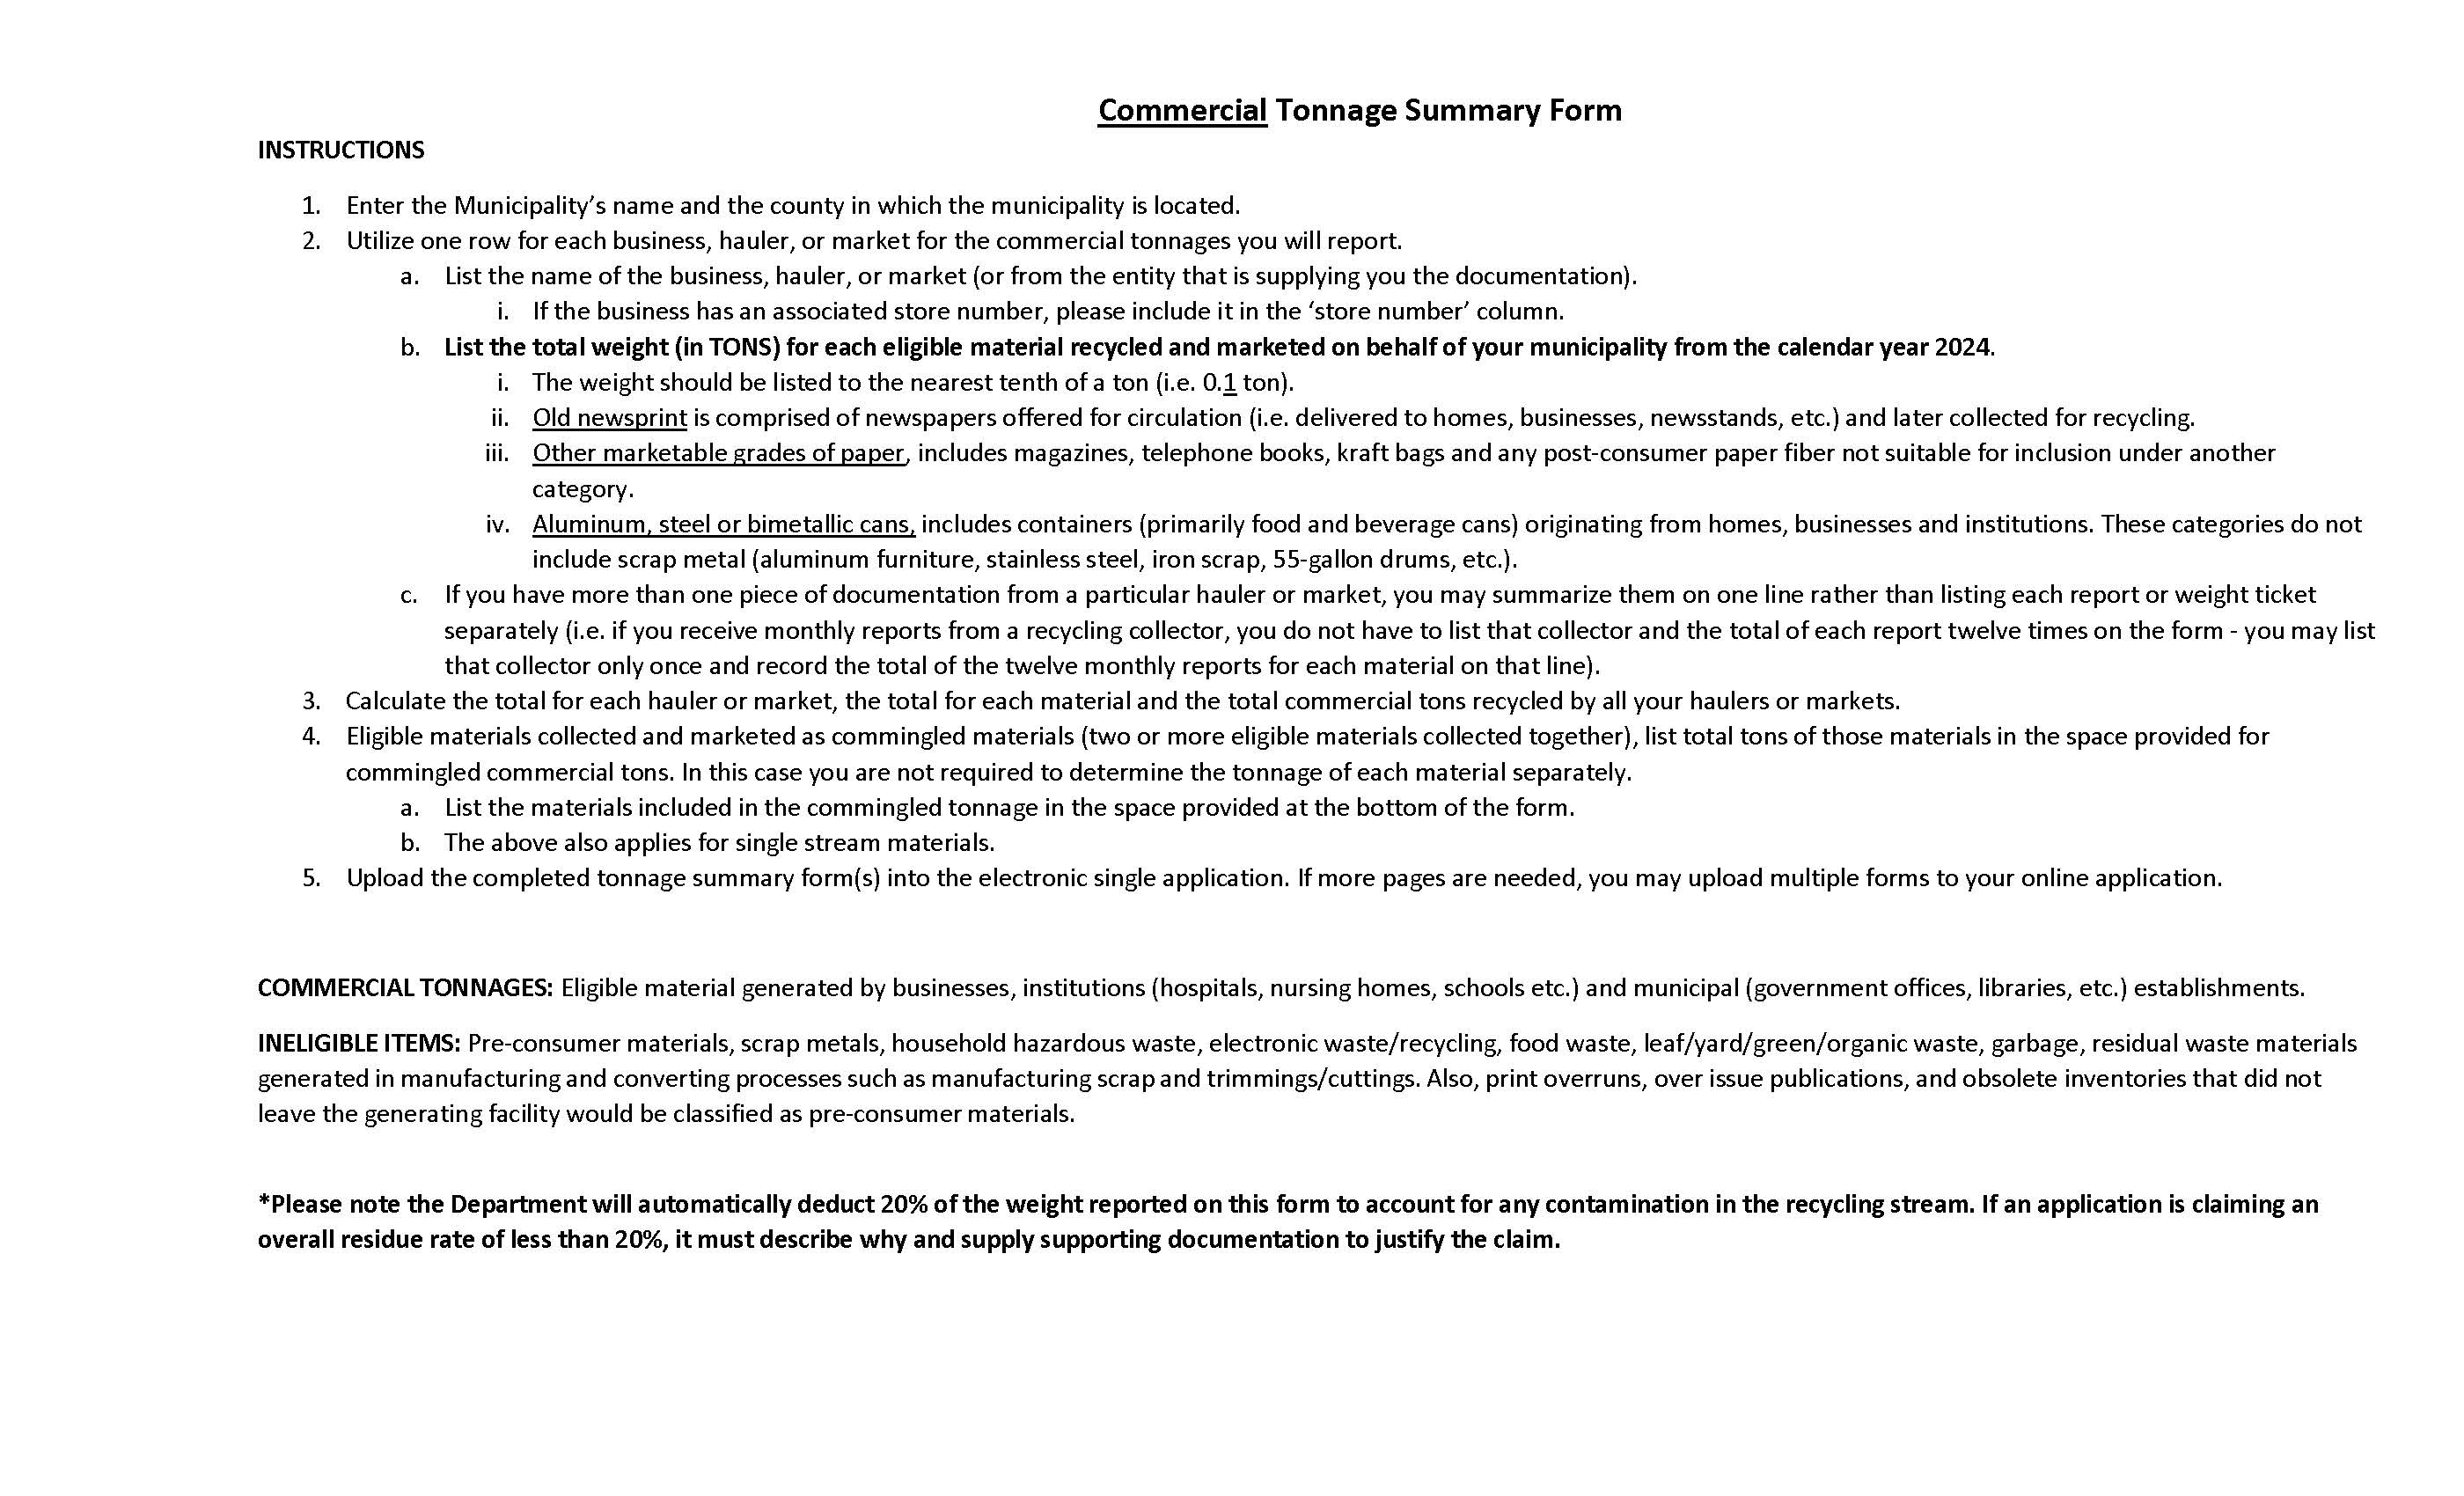 Commercial Tonnage Summary Form
INSTRUCTIONS
1. Enter the Municipality’s name and the county in which the municipality is located.
2. Utilize one row for each business, hauler, or market for the commercial tonnages you will report.
a. List the name of the business, hauler, or market (or from the entity that is supplying you the documentation).
i. If the business has an associated store number, please include it in the ‘store number’ column.
b. List the total weight (in TONS) for each eligible material recycled and marketed on behalf of your municipality from the calendar year 2024.
i. The weight should be listed to the nearest tenth of a ton (i.e. 0.1 ton).
ii. Old newsprint is comprised of newspapers offered for circulation (i.e. delivered to homes, businesses, newsstands, etc.) and later collected for recycling.
iii. Other marketable grades of paper, includes magazines, telephone books, kraft bags and any post-consumer paper fiber not suitable for inclusion under another
category.
iv. Aluminum, steel or bimetallic cans, includes containers (primarily food and beverage cans) originating from homes, businesses and institutions. These categories do not
include scrap metal (aluminum furniture, stainless steel, iron scrap, 55-gallon drums, etc.).
c. If you have more than one piece of documentation from a particular hauler or market, you may summarize them on one line rather than listing each report or weight ticket
separately (i.e. if you receive monthly reports from a recycling collector, you do not have to list that collector and the total of each report twelve times on the form - you may list
that collector only once and record the total of the twelve monthly reports for each material on that line).
3. Calculate the total for each hauler or market, the total for each material and the total commercial tons recycled by all your haulers or markets.
4. Eligible materials collected and marketed as commingled materials (two or more eligible materials collected together), list total tons of those materials in the space provided for
commingled commercial tons. In this case you are not required to determine the tonnage of each material separately.
a. List the materials included in the commingled tonnage in the space provided at the bottom of the form.
b. The above also applies for single stream materials.
5. Upload the completed tonnage summary form(s) into the electronic single application. If more pages are needed, you may upload multiple forms to your online application.
COMMERCIAL TONNAGES: Eligible material generated by businesses, institutions (hospitals, nursing homes, schools etc.) and municipal (government offices, libraries, etc.) establishments.
INELIGIBLE ITEMS: Pre-consumer materials, scrap metals, household hazardous waste, electronic waste/recycling, food waste, leaf/yard/green/organic waste, garbage, residual waste materials
generated in manufacturing and converting processes such as manufacturing scrap and trimmings/cuttings. Also, print overruns, over issue publications, and obsolete inventories that did not
leave the generating facility would be classified as pre-consumer materials.
*Please note the Department will automatically deduct 20% of the weight reported on this form to account for any contamination in the recycling stream. If an application is claiming an
overall residue rate of less than 20%, it must describe why and supply supporting documentation to justify the claim.